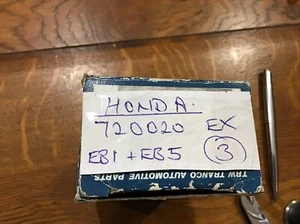 HONDA.
720020 EX
EB1 + EB5 3
TRW TRANCO AUTOMOTIVE PARTS